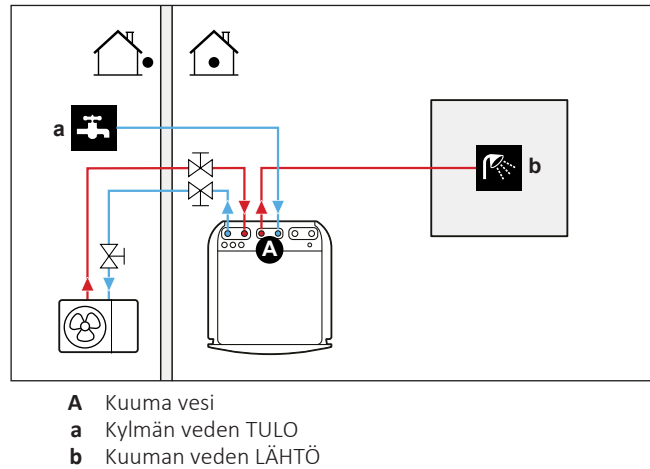 a
b
A
A Kuuma vesi
a Kylmän veden TULO
b Kuuman veden LÄHTÖ